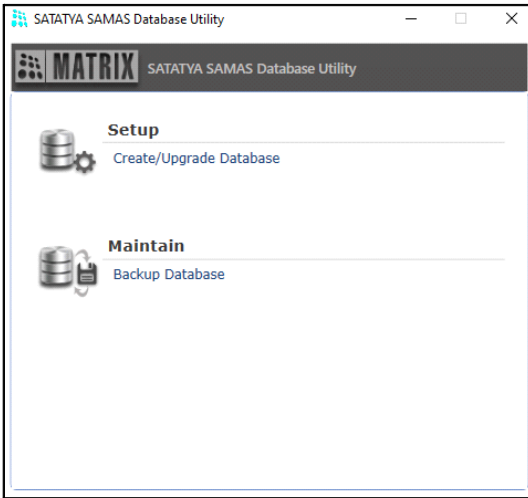 SATATYA SAMAS Database Utility
MATRIX SATATYA SAMAS Database Utility
Setup
Create/Upgrade Database
Maintain
Backup Database